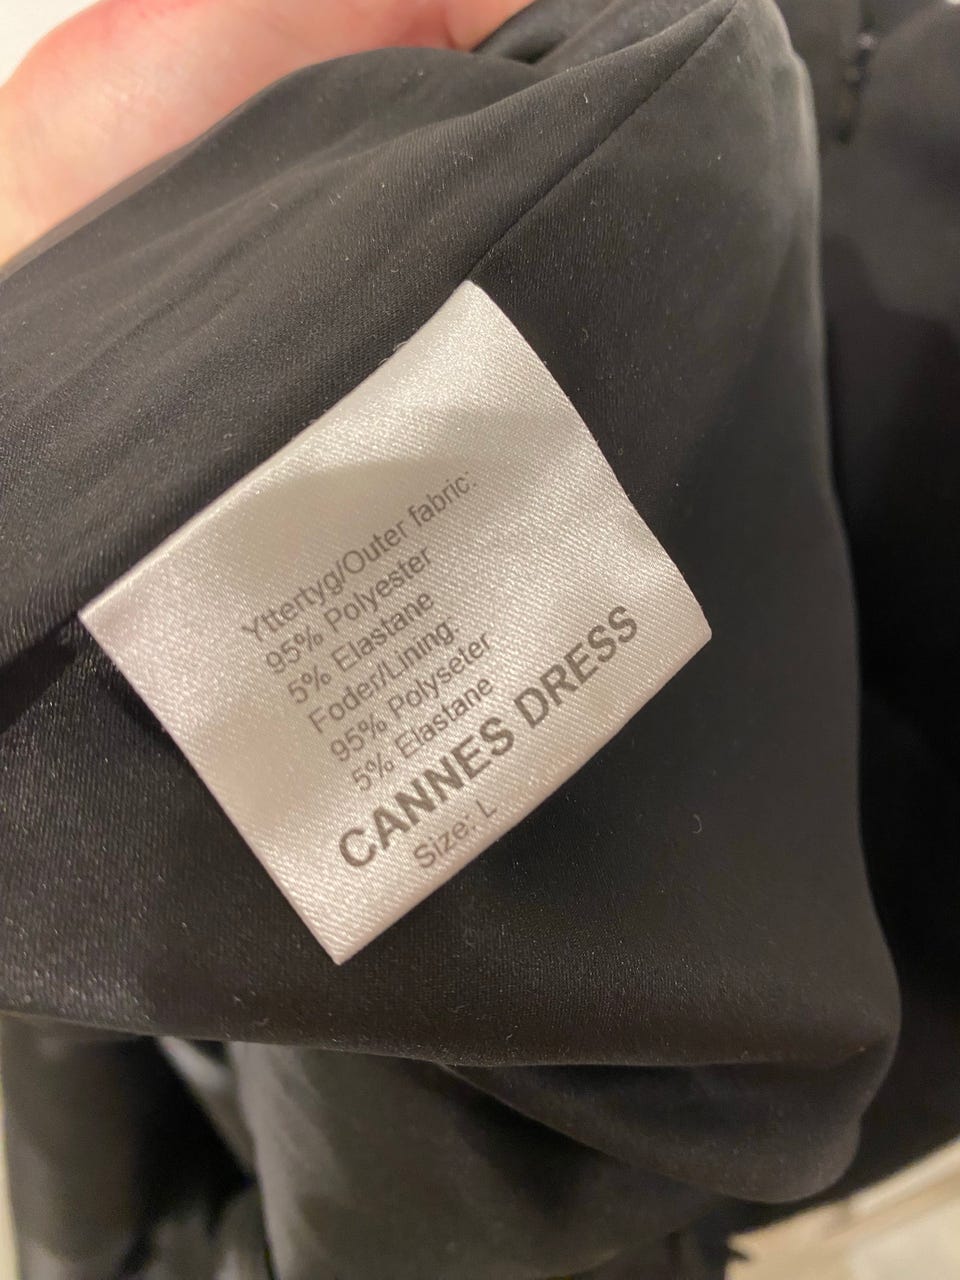 Yttertyg/Outer fabric:
95% Polyester
5% Elastane
Foder/Lining:
95% Polyseter
5% Elastane
CANNES DRESS
Size: L